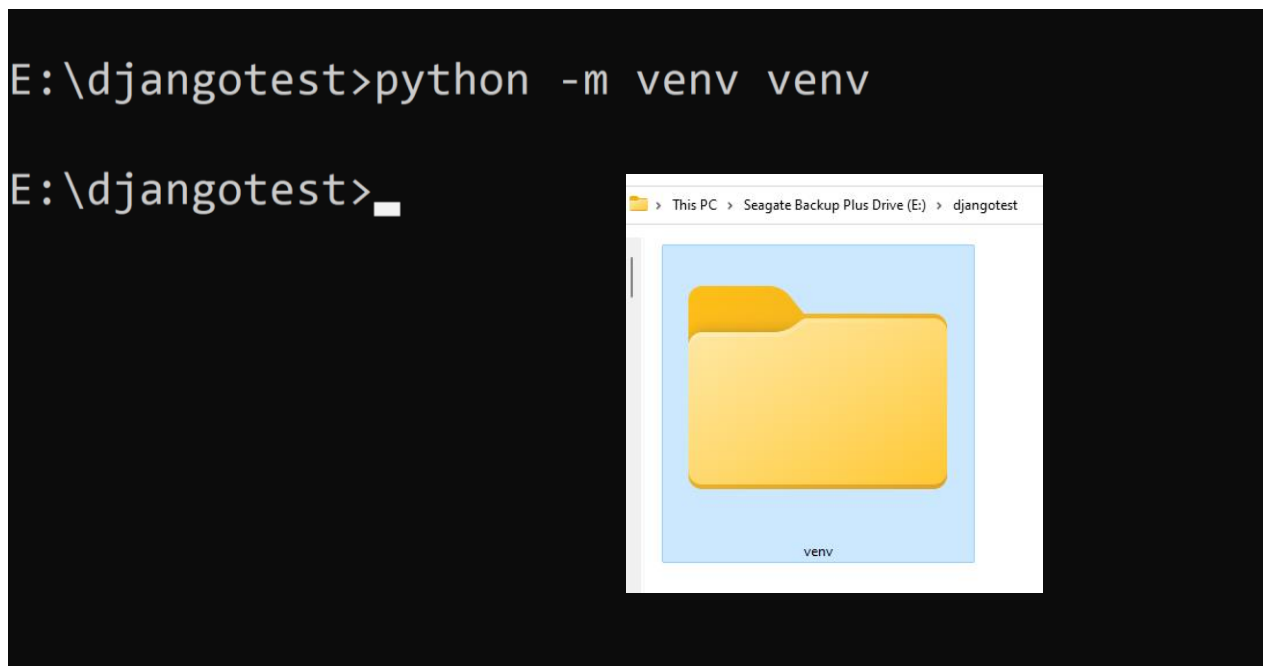 E:\djangotest>python -m venv venv
E:\djangotest>
This PC > Seagate Backup Plus Drive (E:) > djangotest
venv